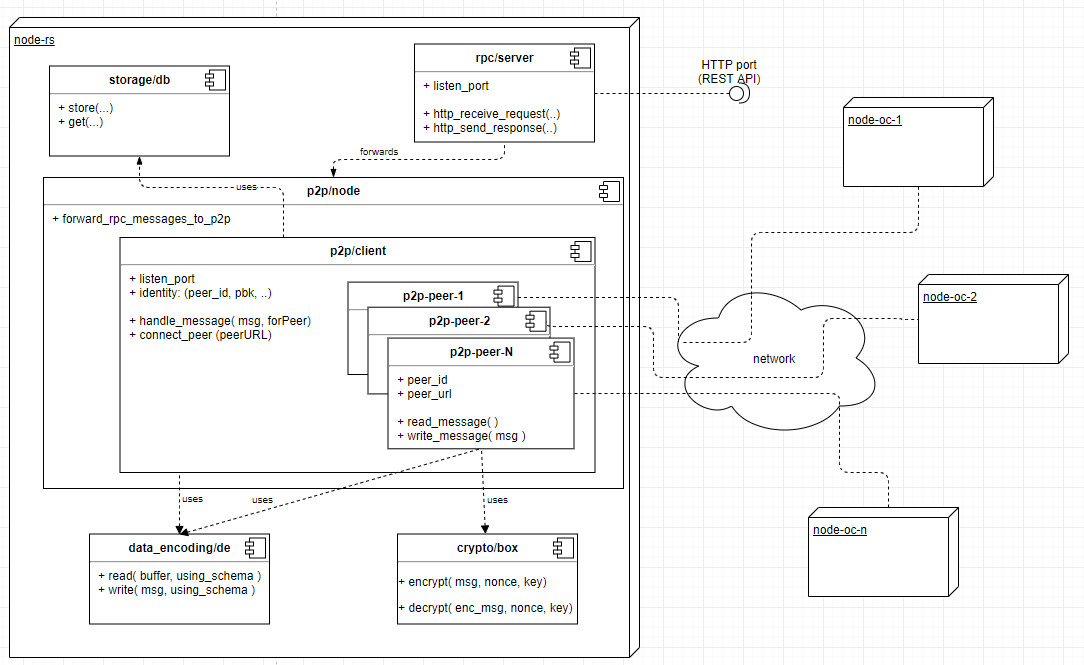 node-rs
storage/db
+ store(...)
+ get(...)
rpc/server
+ listen_port
+ http_receive_request(..)
+ http_send_response(..)
HTTP port
(REST API)
forwards
uses
p2p/node
+ forward_rpc_messages_to_p2p
p2p/client
+ listen_port
+ identity: (peer_id, pbk, ..)
+ handle_message( msg, forPeer)
+ connect_peer (peerURL)
p2p-peer-1
p2p-peer-2
p2p-peer-N
+ peer_id
+ peer_url
+ read_message( )
+ write_message( msg )
uses
uses
uses
data_encoding/de
+ read( buffer, using_schema )
+ write( msg, using_schema )
crypto/box
+ encrypt( msg, nonce, key)
+ decrypt( enc_msg, nonce, key)
network
node-oc-1
node-oc-2
node-oc-n